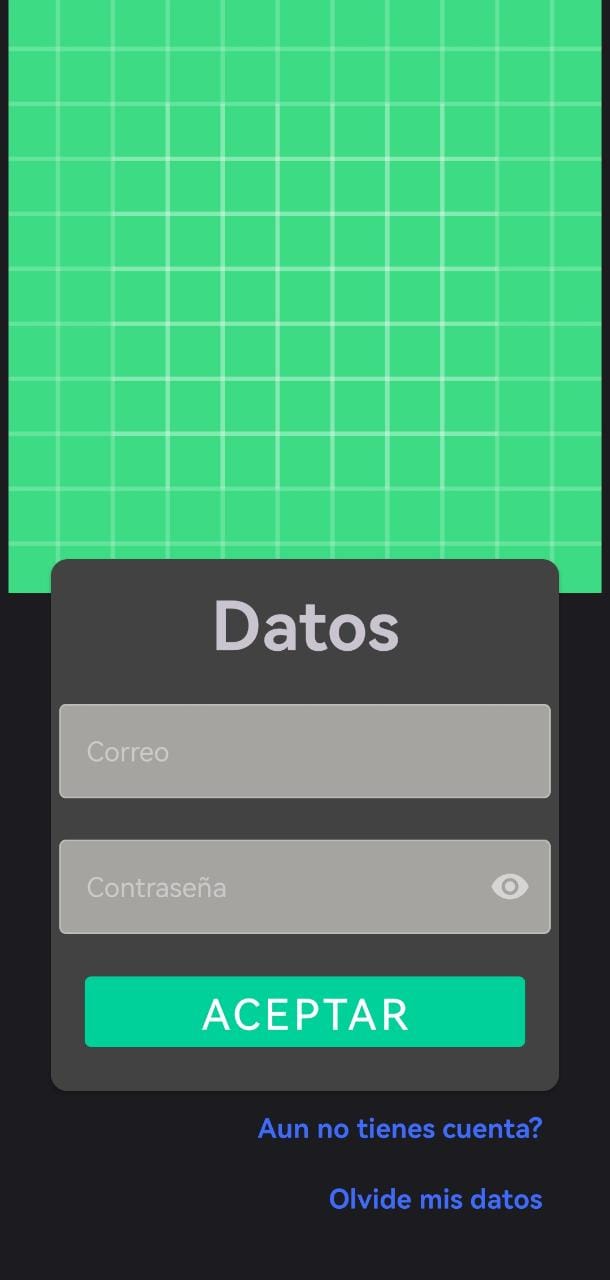 Datos
Correo
Contraseña
ACEPTAR
Aun no tienes cuenta?
Olvide mis datos